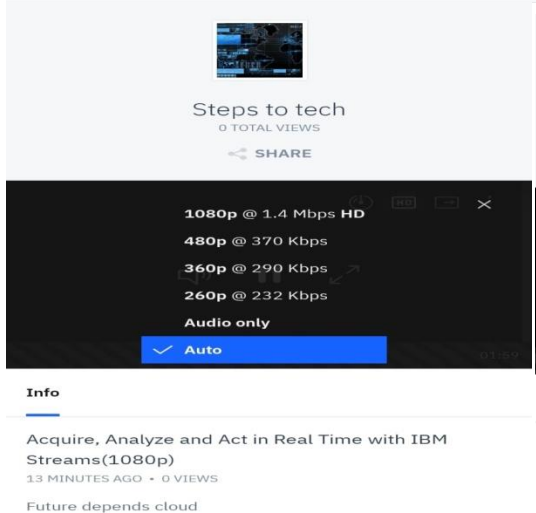 Steps to tech
0 TOTAL VIEWS
SHARE
HD
1080p @ 1.4 Mbps HD
480p @ 370 Kbps
360p @ 290 Kbps
260p @ 232 Kbps
Audio only
Auto
01:59
Info
Acquire, Analyze and Act in Real Time with IBM
Streams(1080p)
13 MINUTES AGO • 0 VIEWS
Future depends cloud